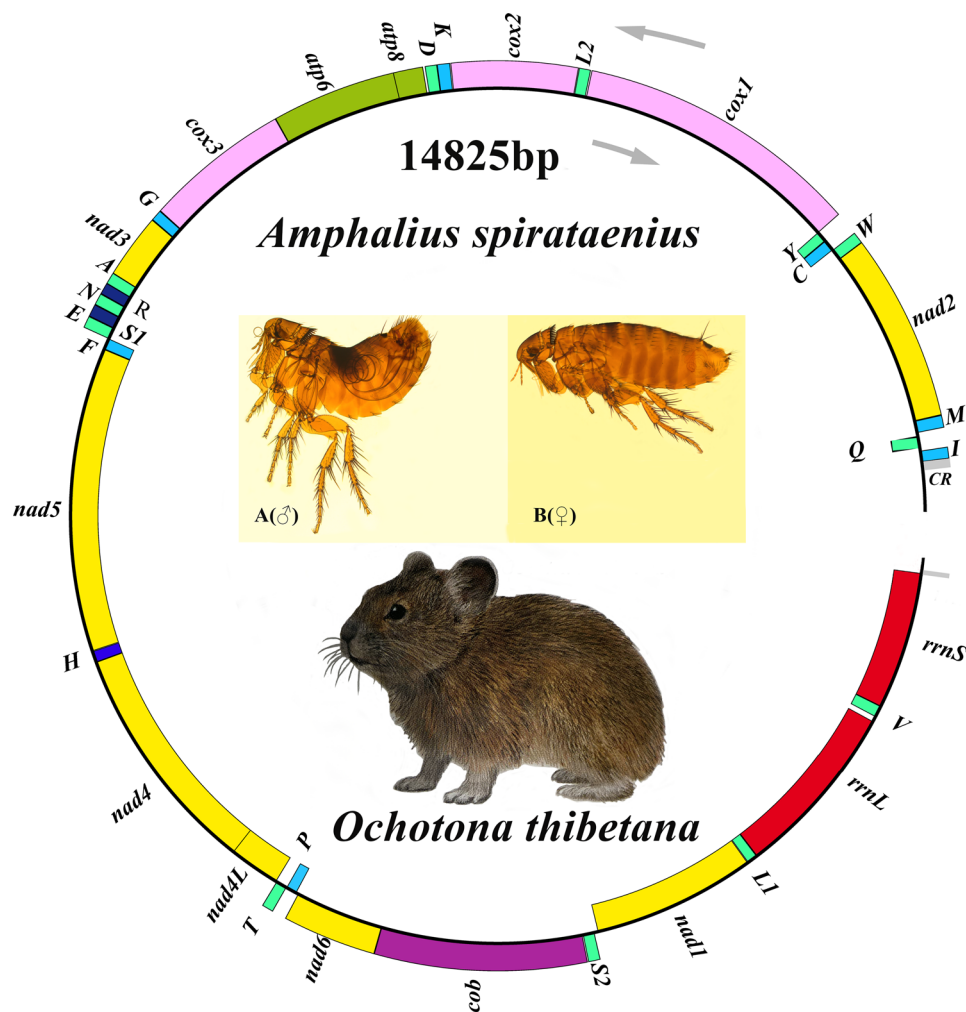 cox2
K
D
atp8
atp6
L2
cox1
cox3
14825bp
G
nad3
Amphalius spirataenius
W
Y
C
A
N
R
E
S1
F
nad2
M
Q
I
CR
♀
A(♂)
B(♀)
nad5
H
rrnS
V
nad4
rrnL
Ochotona thibetana
P
nad4L
L1
T
nad6
nad1
S2
cob